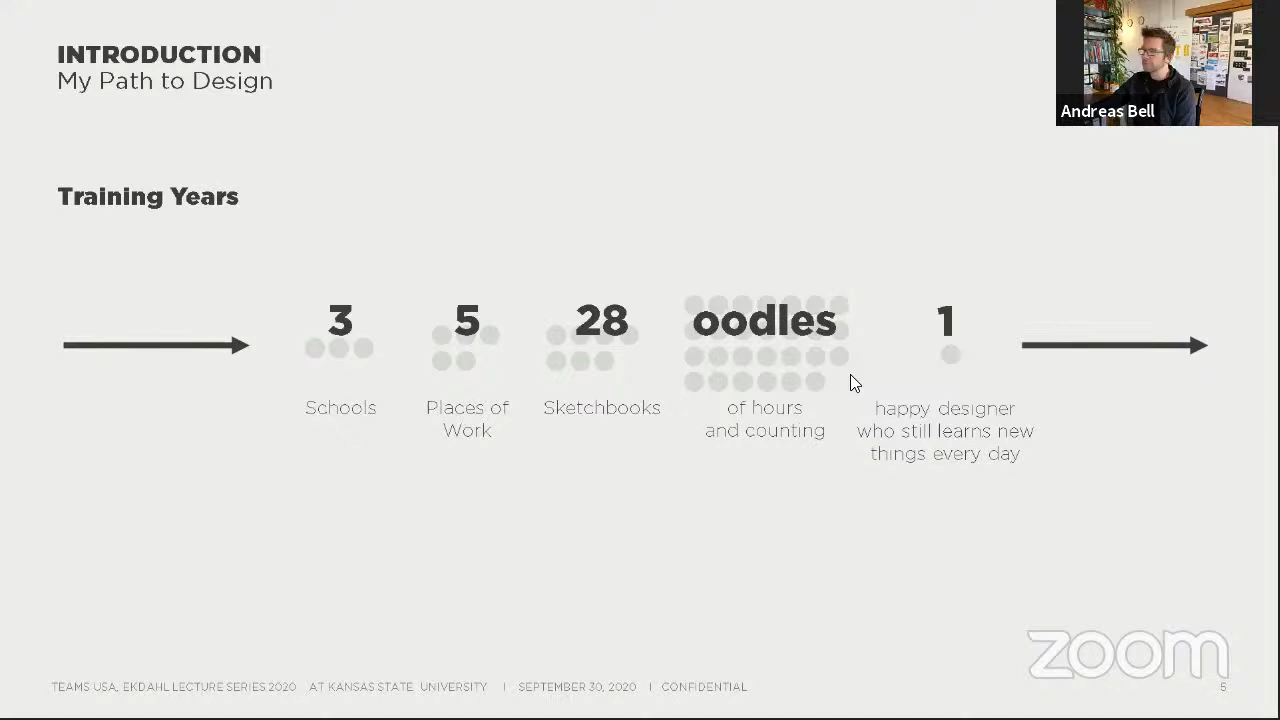 INTRODUCTION
My Path to Design
Andreas Bell
Training Years
3
5
28
oodles
1
Schools
Places of
Work
Sketchbooks
of hours
and counting
happy designer
who still learns new
things every day
zoom
TEAMS USA, EKDAHL LECTURE SERIES 2020 AT KANSAS STATE UNIVERSITY | SEPTEMBER 30, 2020 | CONFIDENTIAL
5